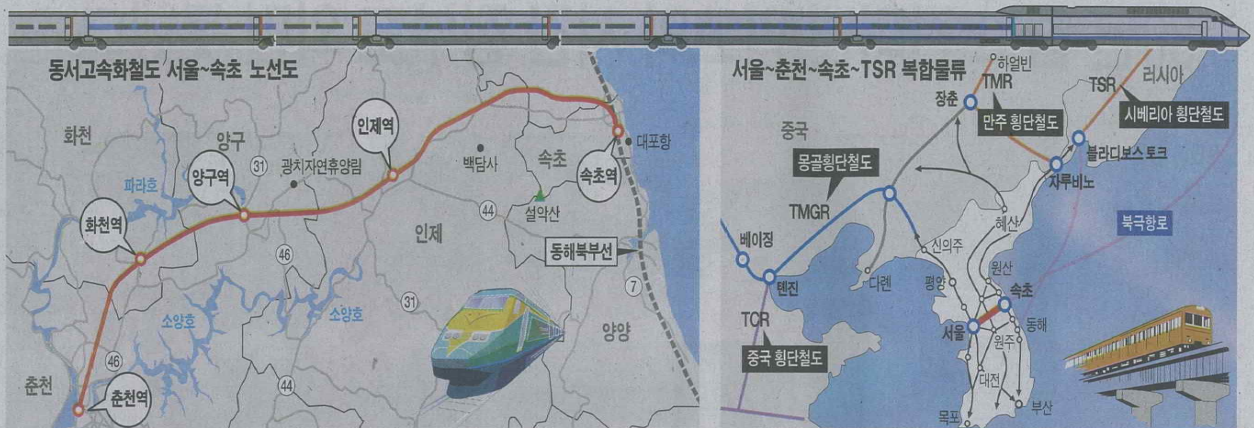 동서고속화철도 서울~속초 노선도
화천
양구
31
광치자연휴양림
인제역
백담사
속초
대포항
속초역
설악산
파라호
양구역
화천역
44
인제
동해북부선
46
7
소양호
소양호
31
양양
46
춘천
춘천역
44
서울~춘천~속초~TSR 복합물류
하얼빈
TMR
장춘
만주 횡단철도
TSR
러시아
시베리아 횡단철도
중국
블라디보스토크
몽골횡단철도
자루비노
TMGR
혜산
북극항로
베이징
신의주
톈진
다롄
평양
원산
속초
TCR
서울
동해
원주
중국 횡단철도
대전
목포
부산